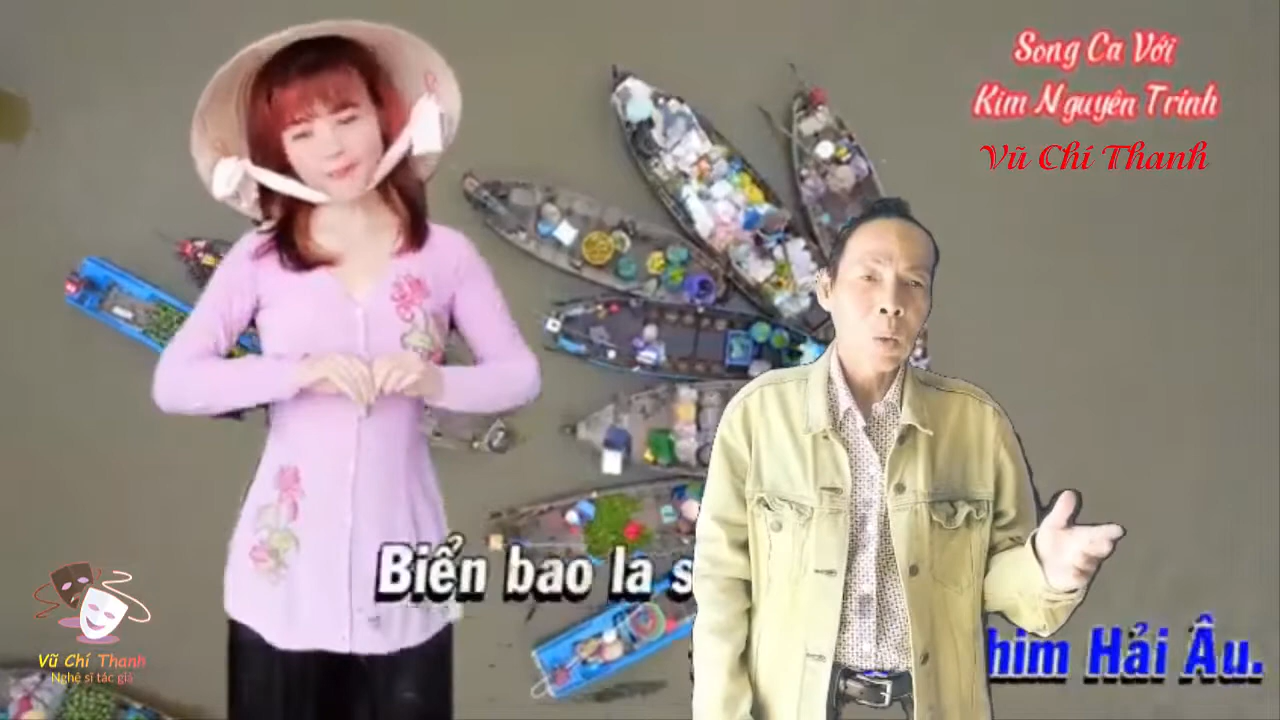 Song Ca Với
Kim Nguyên Trinh
Vũ Chí Thanh
Biển bao la s
him Hải Âu.
Vũ Chí Thanh
Nghệ sĩ tác giả